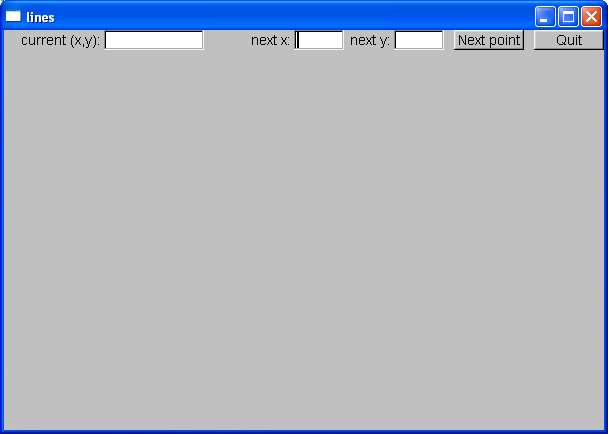 lines
current (x,y): next x: next y: Next point Quit